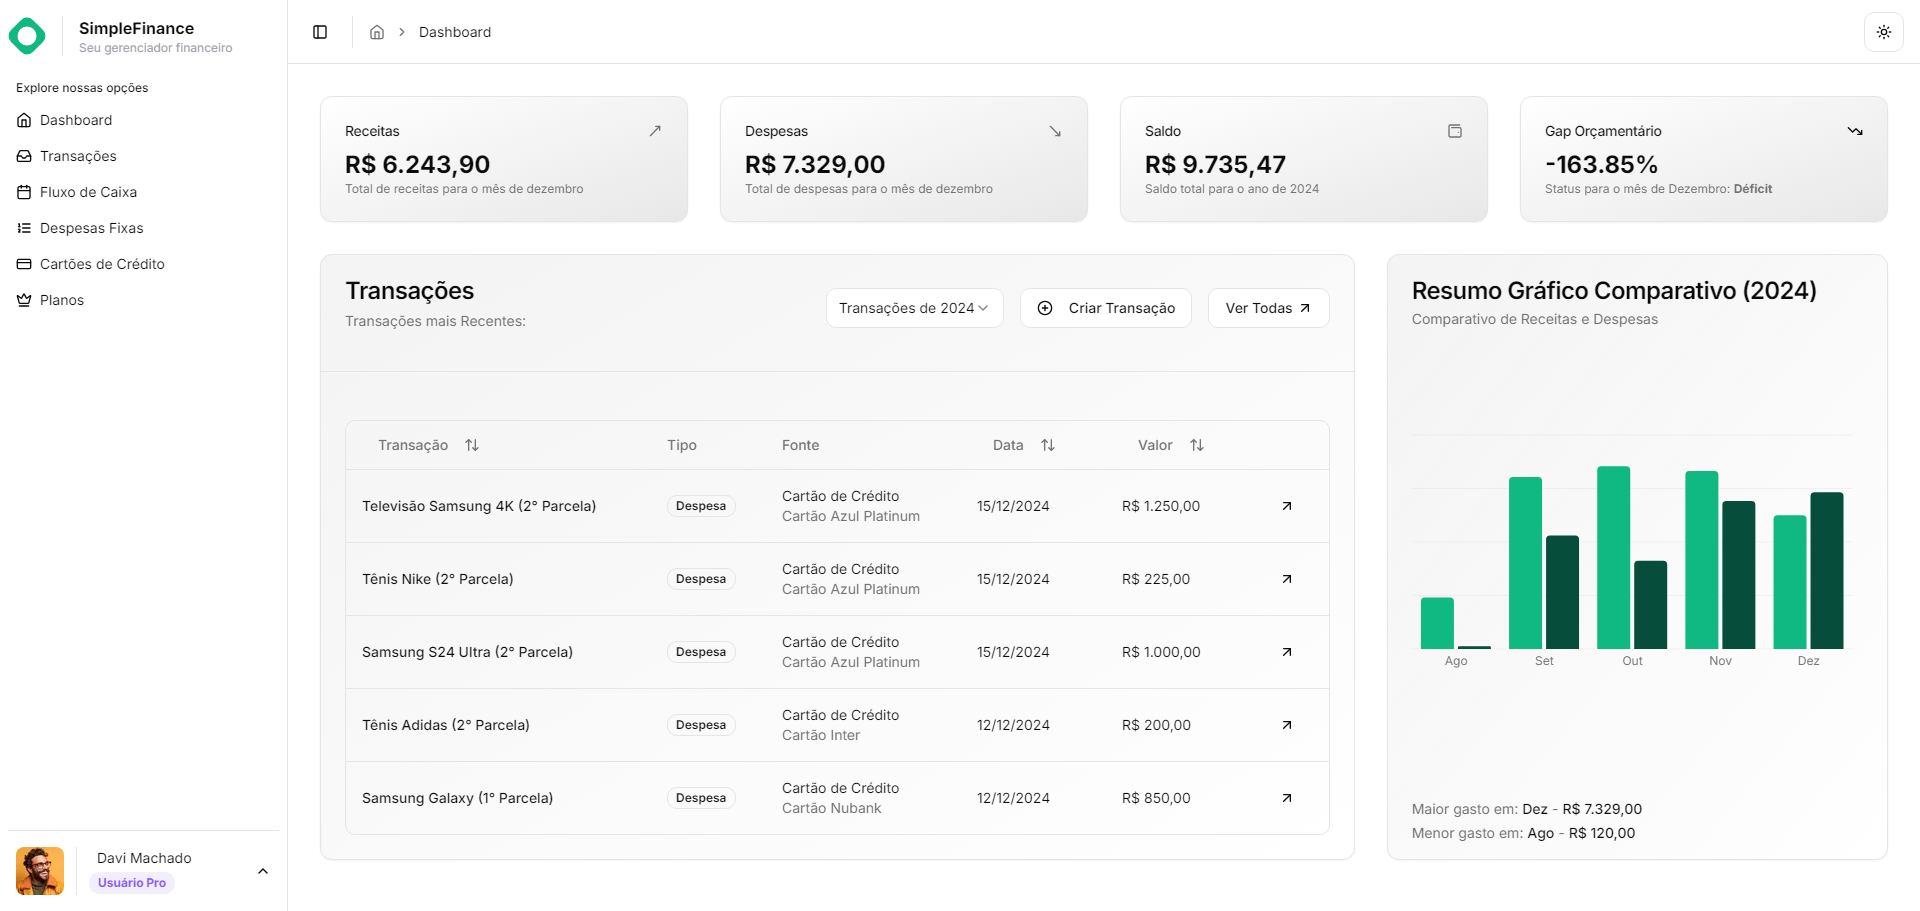 SimpleFinance
Seu gerenciador financeiro
Explore nossas opções
Dashboard
Transações
Fluxo de Caixa
Despesas Fixas
Cartões de Crédito
Planos
Davi Machado
Usuário Pro
Dashboard
Receitas
R$ 6.243,90
Total de receitas para o mês de dezembro
Despesas
R$ 7.329,00
Total de despesas para o mês de dezembro
Saldo
R$ 9.735,47
Saldo total para o ano de 2024
Gap Orçamentário
-163.85%
Status para o mês de Dezembro: Déficit
Transações
Transações mais Recentes:
Transações de 2024
Criar Transação
Ver Todas
Transação Tipo Fonte Data Valor
Televisão Samsung 4K (2° Parcela) Despesa Cartão de Crédito 15/12/2024 R$ 1.250,00
Cartão Azul Platinum
Tênis Nike (2° Parcela) Despesa Cartão de Crédito 15/12/2024 R$ 225,00
Cartão Azul Platinum
Samsung S24 Ultra (2° Parcela) Despesa Cartão de Crédito 15/12/2024 R$ 1.000,00
Cartão Azul Platinum
Tênis Adidas (2° Parcela) Despesa Cartão de Crédito 12/12/2024 R$ 200,00
Cartão Inter
Samsung Galaxy (1° Parcela) Despesa Cartão de Crédito 12/12/2024 R$ 850,00
Cartão Nubank
Resumo Gráfico Comparativo (2024)
Comparativo de Receitas e Despesas
Ago Set Out Nov Dez
Maior gasto em: Dez - R$ 7.329,00
Menor gasto em: Ago - R$ 120,00